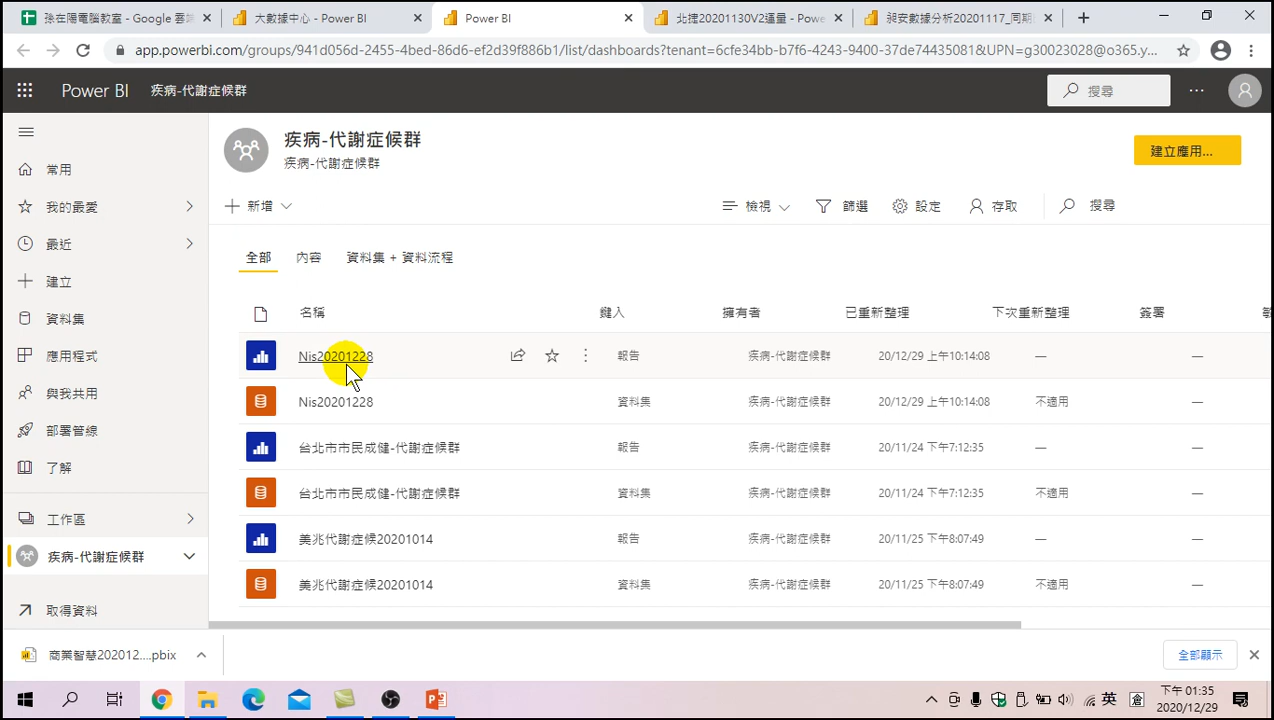 孫在陽電腦教室 - Google 雲端
大數據中心 - Power BI
Power BI
北捷20201130V2運量 - Power
昶安數據分析20201117_同期
app.powerbi.com/groups/941d056d-2455-4bed-86d6-ef2d39f886b1/list/dashboards?tenant=6cfe34bb-b7f6-4243-9400-37de74435081&UPN=g30023028@o365.y...
Power BI 疾病-代謝症候群
搜尋
疾病-代謝症候群
疾病-代謝症候群
建立應用...
常用
我的最愛
最近
建立
資料集
應用程式
與我共用
部署管線
了解
工作區
疾病-代謝症候群
取得資料
新增 檢視 篩選 設定 存取 搜尋
全部 內容 資料集 + 資料流程
名稱 鍵入 擁有者 已重新整理 下次重新整理 簽署
Nis20201228 報告 疾病-代謝症候群 20/12/29 上午10:14:08 — —
Nis20201228 資料集 疾病-代謝症候群 20/12/29 上午10:14:08 不適用 —
台北市市民成健-代謝症候群 報告 疾病-代謝症候群 20/11/24 下午7:12:35 — —
台北市市民成健-代謝症候群 資料集 疾病-代謝症候群 20/11/24 下午7:12:35 不適用 —
美兆代謝症候20201014 報告 疾病-代謝症候群 20/11/25 下午8:07:49 — —
美兆代謝症候20201014 資料集 疾病-代謝症候群 20/11/25 下午8:07:49 不適用 —
商業智慧202012....pbix
全部顯示
英
倉
下午 01:35
2020/12/29